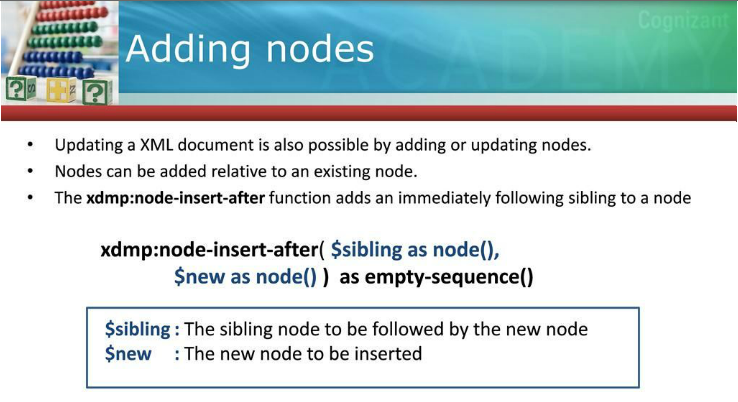 Cognizant
Adding nodes
ACADEMY
? ?
• Updating a XML document is also possible by adding or updating nodes.
• Nodes can be added relative to an existing node.
• The xdmp:node-insert-after function adds an immediately following sibling to a node
xdmp:node-insert-after( $sibling as node(),
$new as node() ) as empty-sequence()
$sibling : The sibling node to be followed by the new node
$new : The new node to be inserted